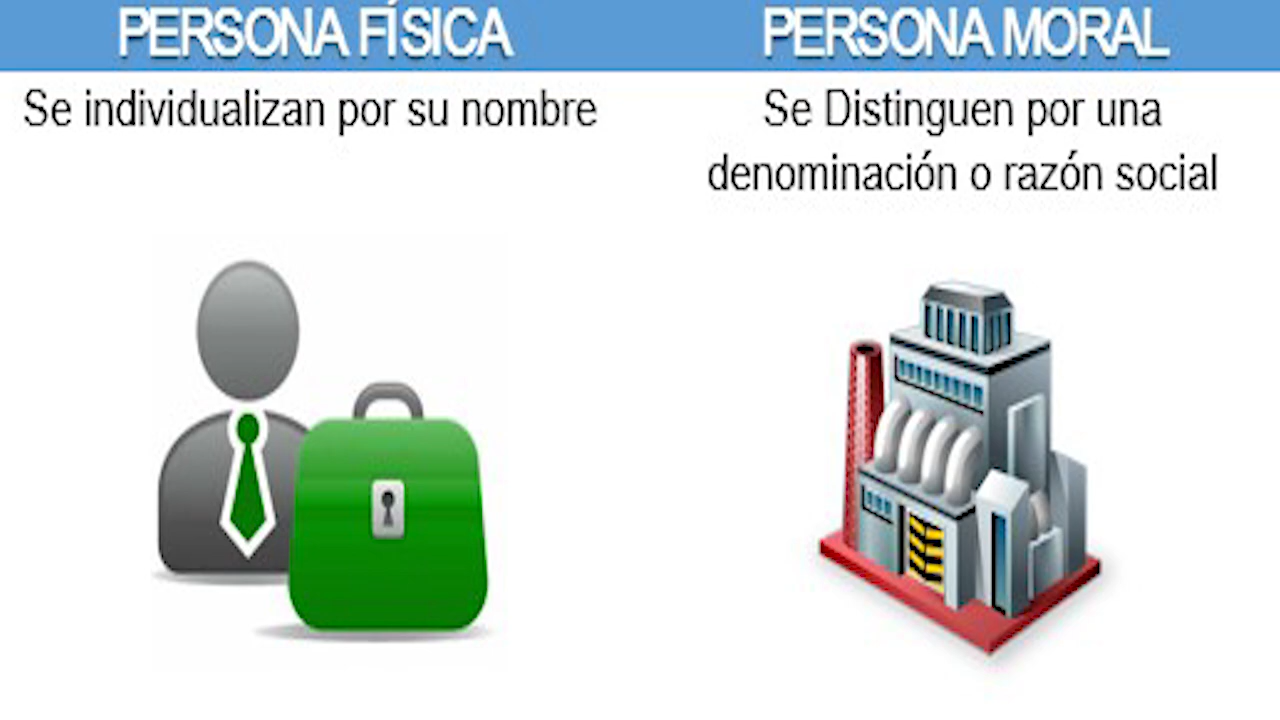 PERSONA FÍSICA
Se individualizan por su nombre
PERSONA MORAL
Se Distinguen por una
denominación o razón social